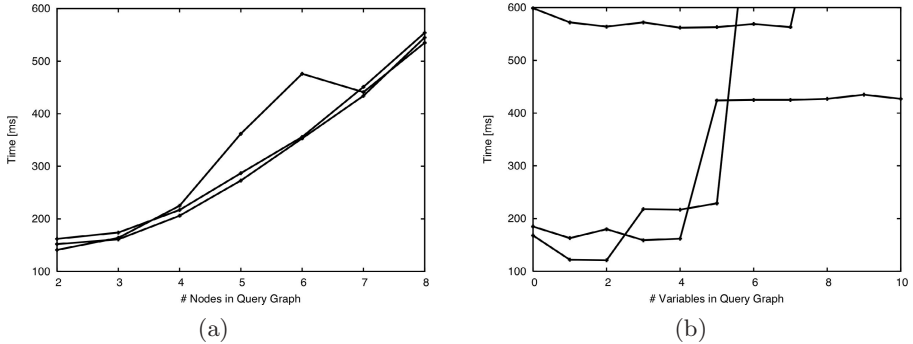 600
500
400
300
200
100
Time [ms]
2 3 4 5 6 7 8
# Nodes in Query Graph
(a)
600
500
400
300
200
100
Time [ms]
0 2 4 6 8 10
# Variables in Query Graph
(b)